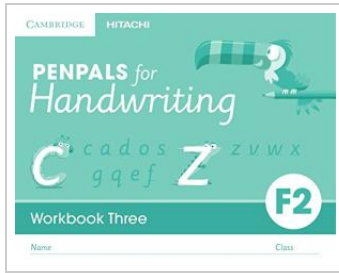 CAMBRIDGE HITACHI
PENPALS for
Handwriting
C c a d o s Z z v w x
g q e f
F2
Workbook Three
Name Class